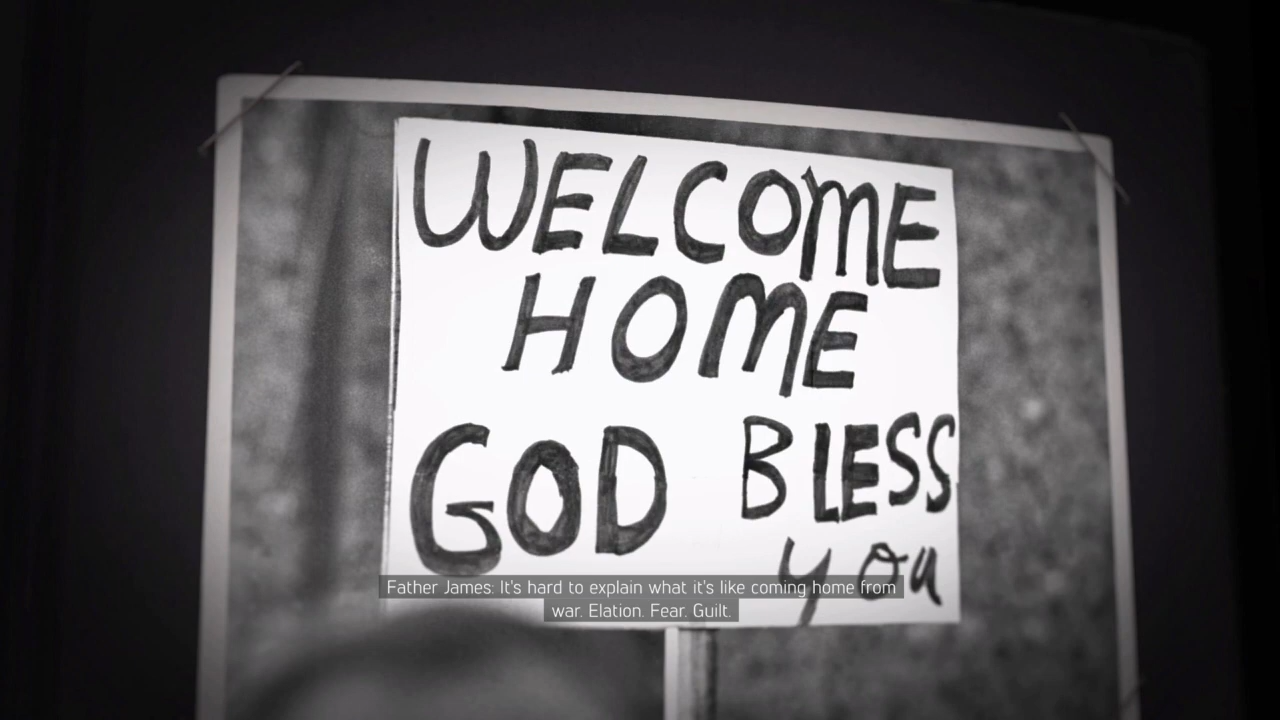 WELCOME
HOME
GOD BLESS
you
Father James: It's hard to explain what it's like coming home from
war. Elation. Fear. Guilt.